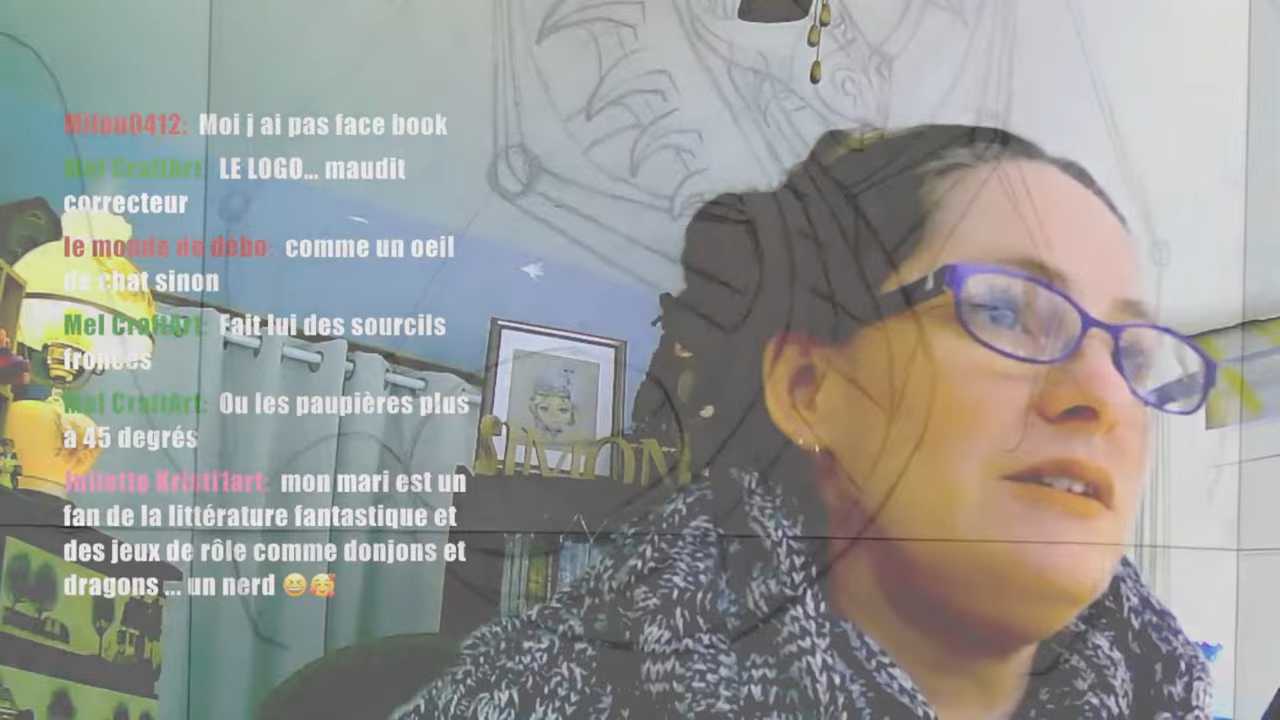 Milou0412: Moi j ai pas face book
Mel CraftArt: LE LOGO... maudit
correcteur
le monde de debo: comme un oeil
de chat sinon
Mel CraftArt: Fait lui des sourcils
froncés
Mel CraftArt: Ou les paupières plus
a 45 degrés
Juliette Kristi'art: mon mari est un
fan de la littérature fantastique et
des jeux de rôle comme donjons et
dragons ... un nerd 😆🥰
SIMON